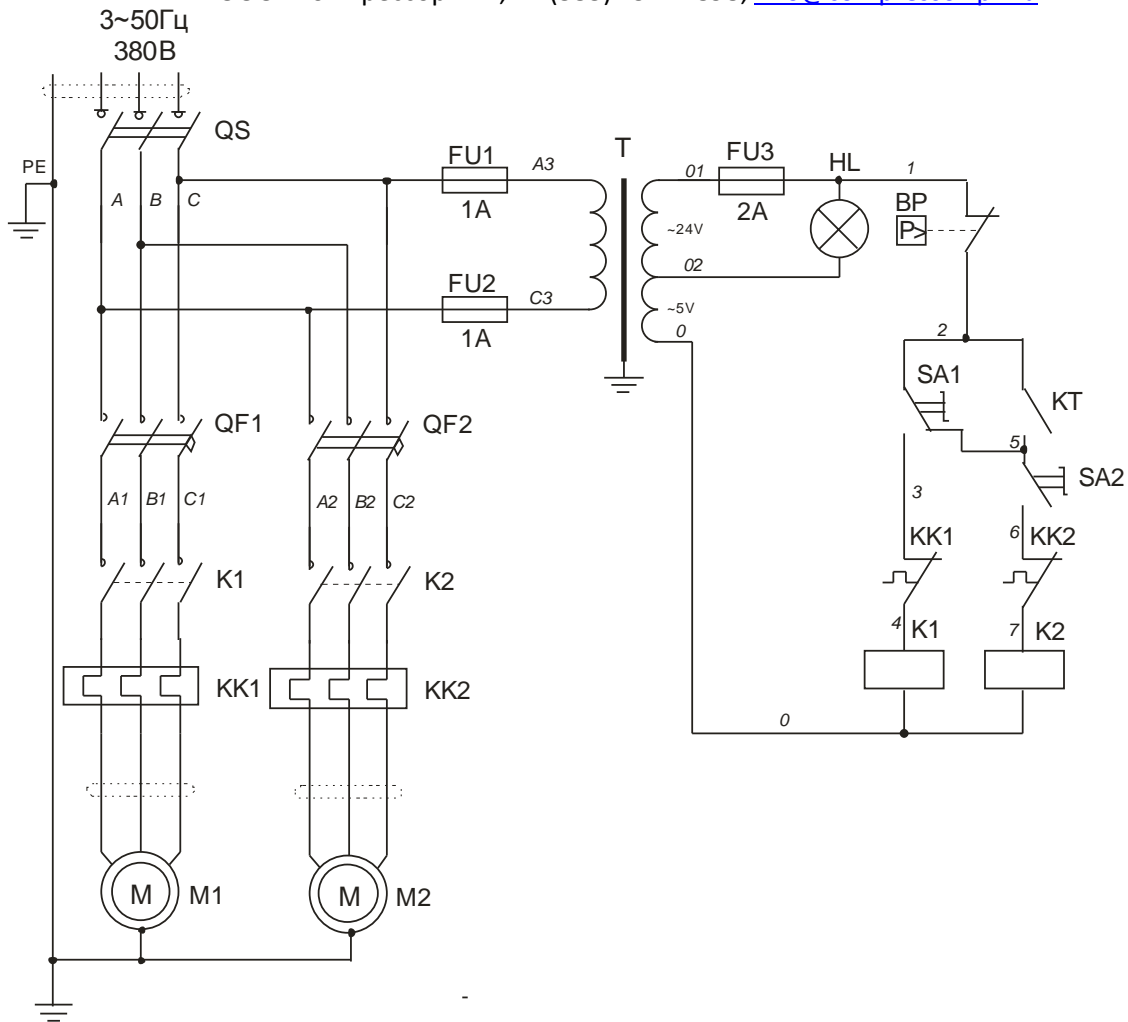 3~50Гц
380В
QS
PE
A B C
FU1
A3
1A
FU2
C3
1A
T
01
FU3
2A
HL
1
~24V
02
~5V
0
BP
P>
2
SA1
KT
5
SA2
3
KK1
6
KK2
4
K1
7
K2
0
QF1
QF2
A1 B1 C1
A2 B2 C2
K1
K2
KK1
KK2
M
M1
M
M2
-